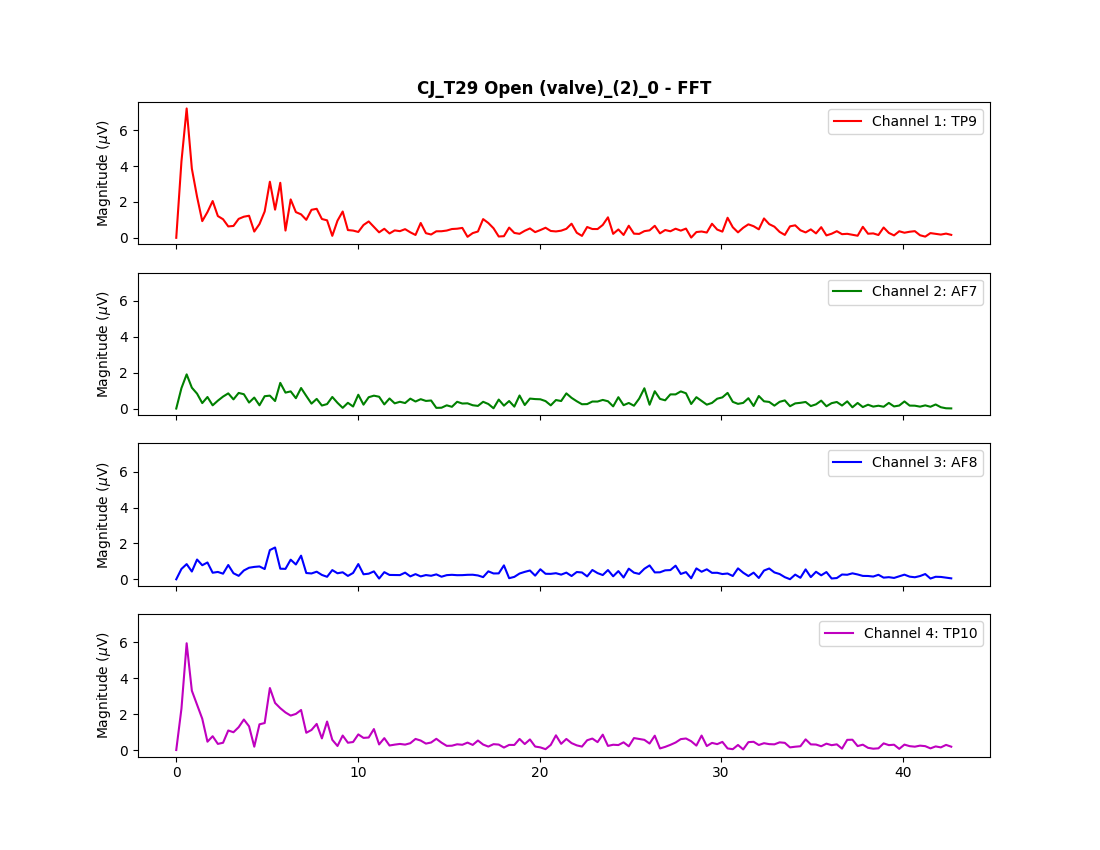 CJ_T29 Open (valve)_(2)_0 - FFT
Magnitude (μV)
6
4
2
0
Channel 1: TP9
Magnitude (μV)
6
4
2
0
Channel 2: AF7
Magnitude (μV)
6
4
2
0
Channel 3: AF8
Magnitude (μV)
6
4
2
0
Channel 4: TP10
0 10 20 30 40